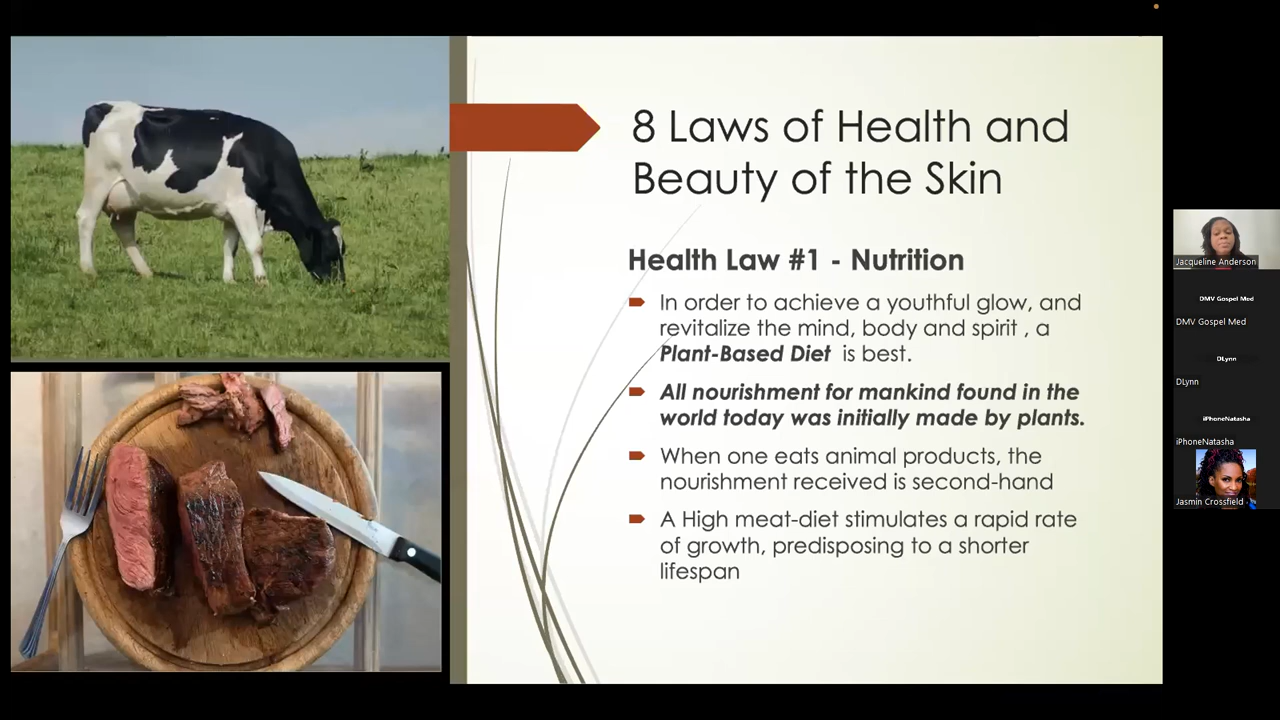 8 Laws of Health and
Beauty of the Skin
Health Law #1 - Nutrition
In order to achieve a youthful glow, and
revitalize the mind, body and spirit , a
Plant-Based Diet is best.
All nourishment for mankind found in the
world today was initially made by plants.
When one eats animal products, the
nourishment received is second-hand
A High meat-diet stimulates a rapid rate
of growth, predisposing to a shorter
lifespan
Jacqueline Anderson
DMV Gospel Med
DMV Gospel Med
DLynn
DLynn
iPhoneNatasha
iPhoneNatasha
Jasmin Crossfield